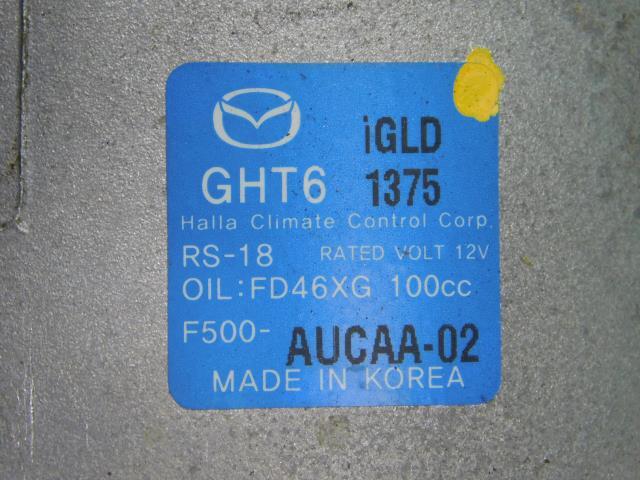 iGLD
GHT6 1375
Halla Climate Control Corp.
RS-18 RATED VOLT 12V
OIL:FD46XG 100cc
F500- AUCAA-02
MADE IN KOREA